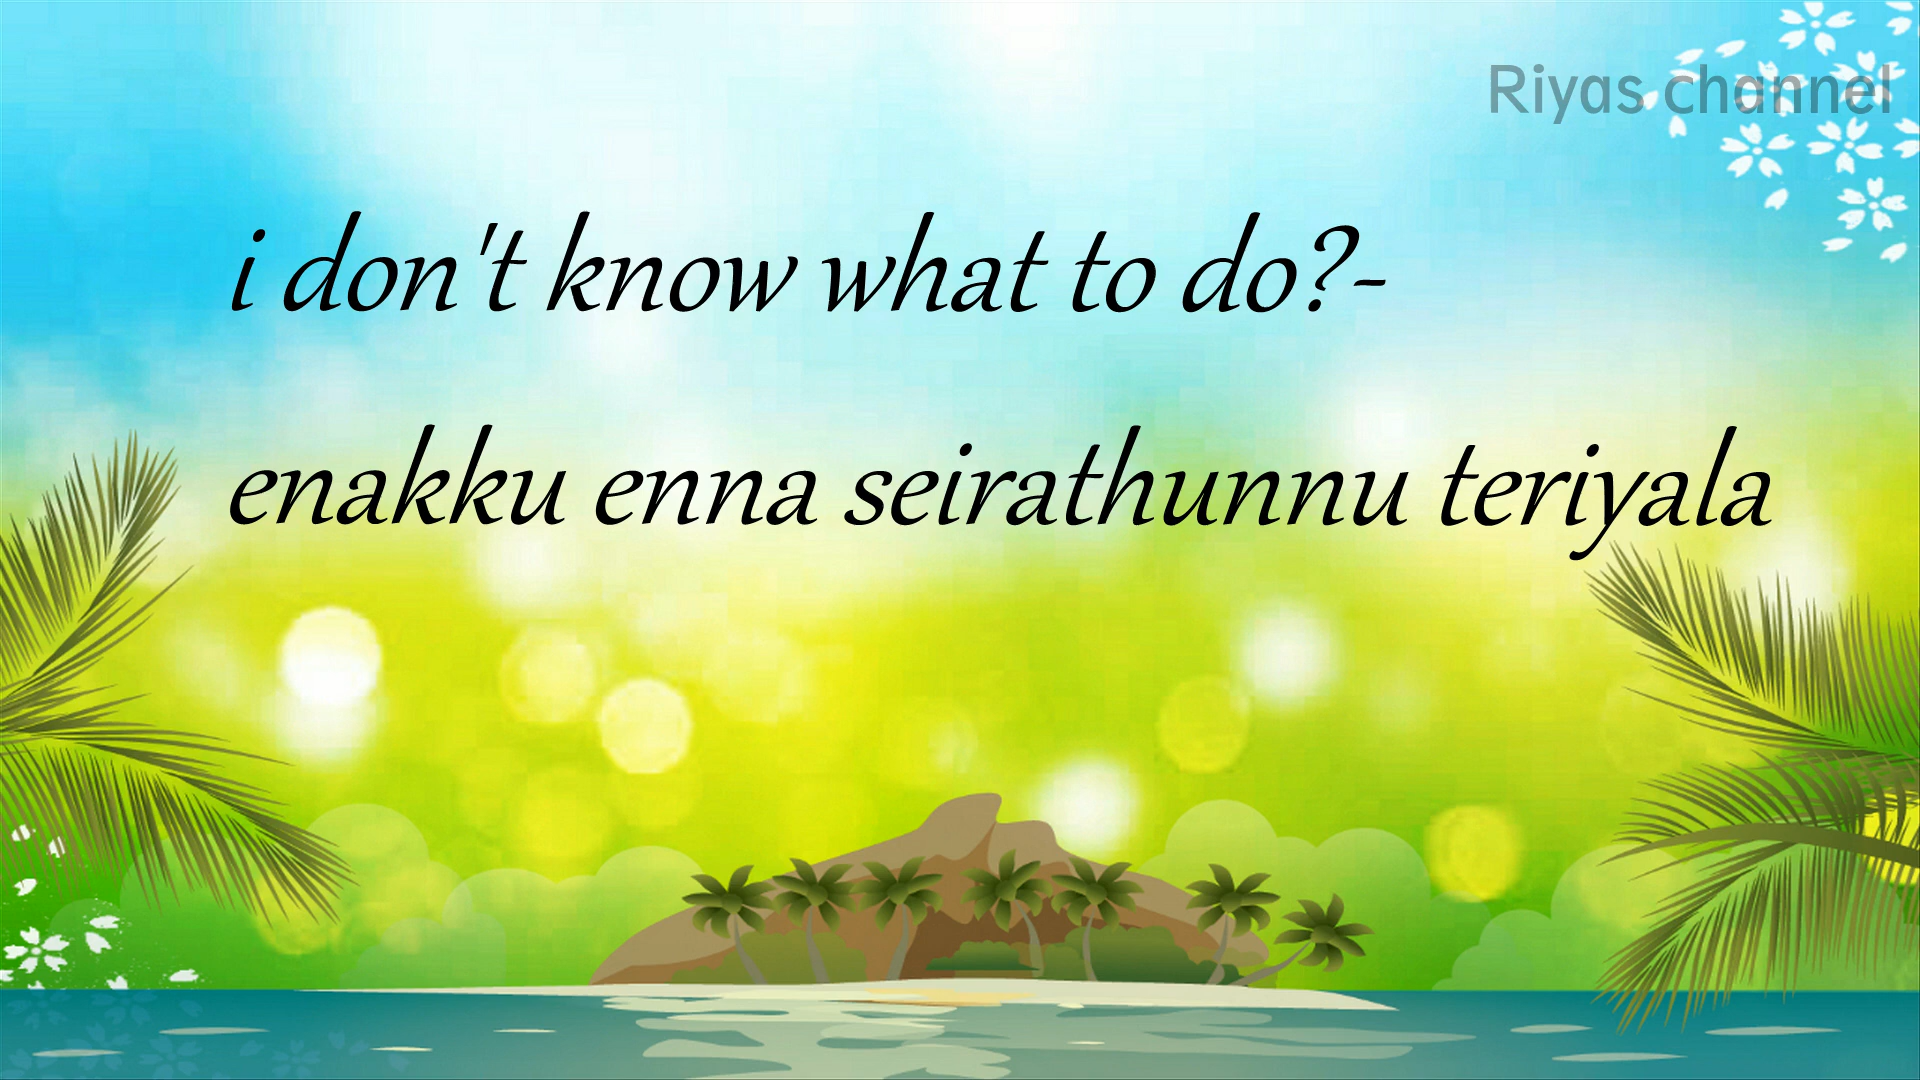 Riyas channel
i don't know what to do?-
enakku enna seirathunnu teriyala